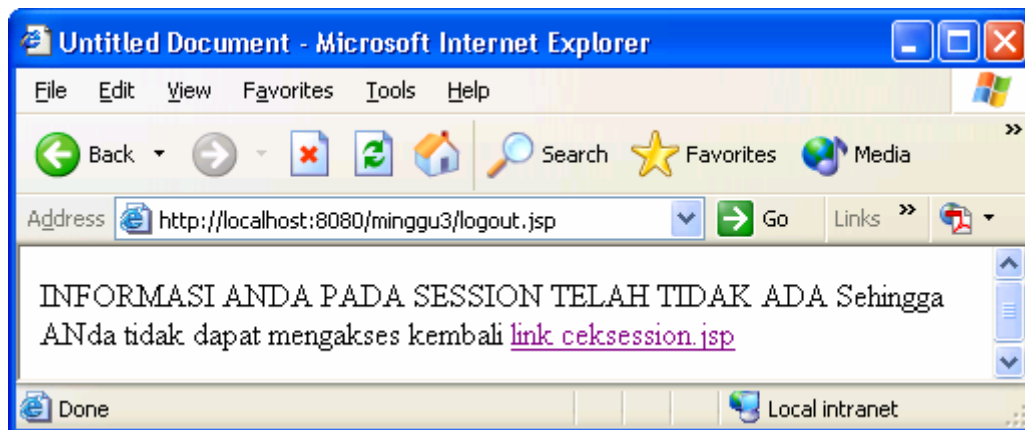 Untitled Document - Microsoft Internet Explorer
File Edit View Favorites Tools Help
Back Search Favorites Media »
Address http://localhost:8080/minggu3/logout.jsp Go Links »
INFORMASI ANDA PADA SESSION TELAH TIDAK ADA Sehingga
ANda tidak dapat mengakses kembali link ceksession.jsp
Done Local intranet